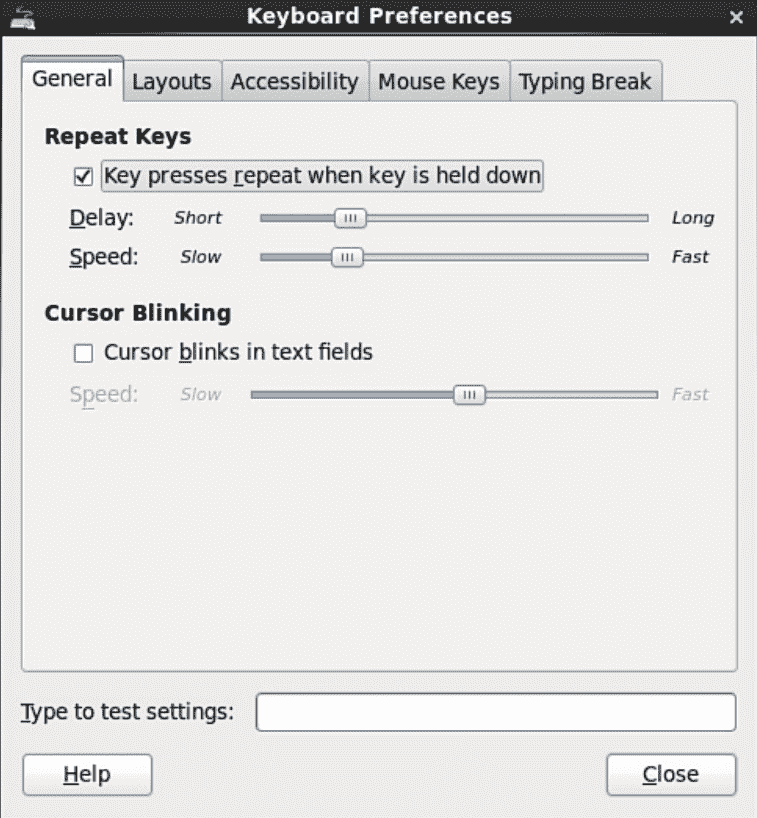 Keyboard Preferences
General Layouts Accessibility Mouse Keys Typing Break
Repeat Keys
Key presses repeat when key is held down
Delay: Short Long
Speed: Slow Fast
Cursor Blinking
Cursor blinks in text fields
Speed: Slow Fast
Type to test settings:
Help Close